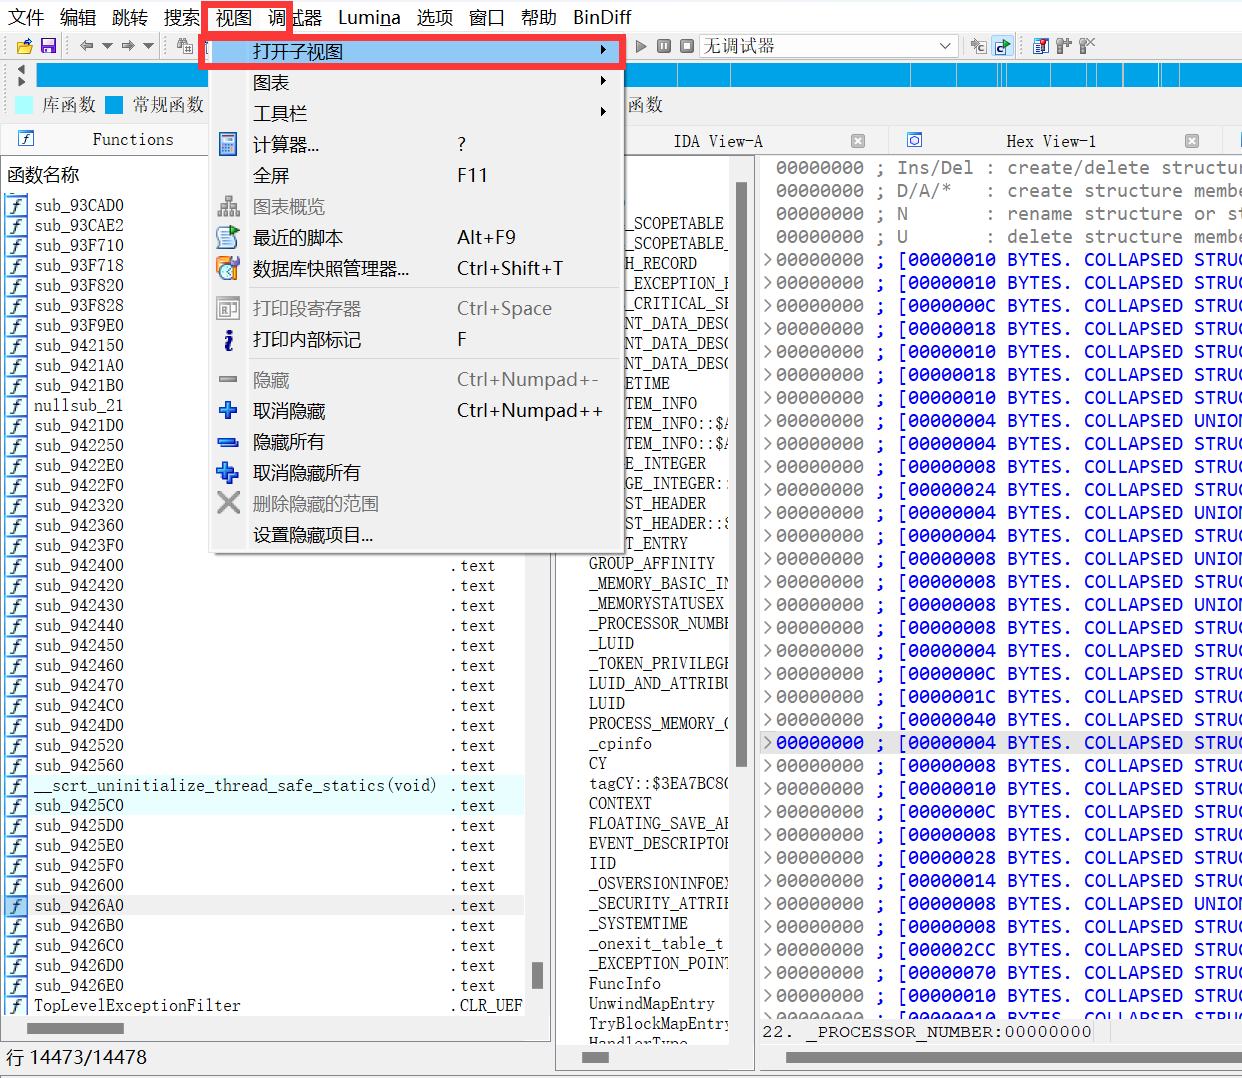 文件 编辑 跳转 搜索 视图 调试器 Lumina 选项 窗口 帮助 BinDiff
无调试器
库函数 常规函数 函数
Functions
IDA View-A
Hex View-1
函数名称
sub_93CAD0
sub_93CAE2
sub_93F710
sub_93F718
sub_93F820
sub_93F828
sub_93F9E0
sub_942150
sub_9421A0
sub_9421B0
nullsub_21
sub_9421D0
sub_942250
sub_9422E0
sub_9422F0
sub_942320
sub_942360
sub_9423F0
sub_942400 .text
sub_942420 .text
sub_942430 .text
sub_942440 .text
sub_942450 .text
sub_942460 .text
sub_942470 .text
sub_9424C0 .text
sub_9424D0 .text
sub_942520 .text
sub_942560 .text
__scrt_uninitialize_thread_safe_statics(void) .text
sub_9425C0 .text
sub_9425D0 .text
sub_9425E0 .text
sub_9425F0 .text
sub_942600 .text
sub_9426A0 .text
sub_9426B0 .text
sub_9426C0 .text
sub_9426D0 .text
sub_9426E0 .text
TopLevelExceptionFilter .CLR_UEF
行 14473/14478
打开子视图
图表
工具栏
计算器... ?
全屏 F11
图表概览
最近的脚本 Alt+F9
数据库快照管理器... Ctrl+Shift+T
打印段寄存器 Ctrl+Space
打印内部标记 F
隐藏 Ctrl+Numpad+-
取消隐藏 Ctrl+Numpad++
隐藏所有
取消隐藏所有
删除隐藏的范围
设置隐藏项目...
_SCOPETABLE
_SCOPETABLE_
H_RECORD
_EXCEPTION_
_CRITICAL_SE
NT_DATA_DESC
NT_DATA_DESC
NT_DATA_DESC
ETIME
TEM_INFO
TEM_INFO::$
E_INTEGER
GE_INTEGER::
ST_HEADER
ST_HEADER::
T_ENTRY
GROUP_AFFINITY
_MEMORY_BASIC_IN
_MEMORYSTATUSEX
_PROCESSOR_NUMBE
_LUID
_TOKEN_PRIVILEGE
LUID_AND_ATTRIBU
LUID
PROCESS_MEMORY_C
_cpinfo
CY
tagCY::$3EA7BC8C
CONTEXT
FLOATING_SAVE_AR
EVENT_DESCRIPTOR
IID
_OSVERSIONINFOEX
_SECURITY_ATTRIB
_SYSTEMTIME
_onexit_table_t
_EXCEPTION_POINT
FuncInfo
UnwindMapEntry
TryBlockMapEntry
HandlerType
00000000 ; Ins/Del : create/delete structur
00000000 ; D/A/* : create structure membe
00000000 ; N : rename structure or st
00000000 ; U : delete structure membe
00000000 ; [00000010 BYTES. COLLAPSED STRUC
00000000 ; [00000010 BYTES. COLLAPSED STRUC
00000000 ; [0000000C BYTES. COLLAPSED STRUC
00000000 ; [00000018 BYTES. COLLAPSED STRUC
00000000 ; [00000010 BYTES. COLLAPSED STRUC
00000000 ; [00000018 BYTES. COLLAPSED STRUC
00000000 ; [00000010 BYTES. COLLAPSED STRUC
00000000 ; [00000004 BYTES. COLLAPSED UNION
00000000 ; [00000004 BYTES. COLLAPSED STRUC
00000000 ; [00000008 BYTES. COLLAPSED STRUC
00000000 ; [00000024 BYTES. COLLAPSED STRUC
00000000 ; [00000004 BYTES. COLLAPSED UNION
00000000 ; [00000004 BYTES. COLLAPSED STRUC
00000000 ; [00000008 BYTES. COLLAPSED UNION
00000000 ; [00000008 BYTES. COLLAPSED STRUC
00000000 ; [00000008 BYTES. COLLAPSED UNION
00000000 ; [00000008 BYTES. COLLAPSED STRUC
00000000 ; [00000004 BYTES. COLLAPSED STRUC
00000000 ; [0000000C BYTES. COLLAPSED STRUC
00000000 ; [0000001C BYTES. COLLAPSED STRUC
00000000 ; [00000040 BYTES. COLLAPSED STRUC
00000000 ; [00000004 BYTES. COLLAPSED STRUC
00000000 ; [00000008 BYTES. COLLAPSED STRUC
00000000 ; [00000010 BYTES. COLLAPSED STRUC
00000000 ; [0000000C BYTES. COLLAPSED STRUC
00000000 ; [00000008 BYTES. COLLAPSED STRUC
00000000 ; [00000028 BYTES. COLLAPSED STRUC
00000000 ; [00000014 BYTES. COLLAPSED STRUC
00000000 ; [00000008 BYTES. COLLAPSED UNION
00000000 ; [00000008 BYTES. COLLAPSED STRUC
00000000 ; [000002CC BYTES. COLLAPSED STRUC
00000000 ; [00000070 BYTES. COLLAPSED STRUC
00000000 ; [00000010 BYTES. COLLAPSED STRUC
00000000 ; [00000010 BYTES. COLLAPSED STRUC
22. _PROCESSOR_NUMBER:00000000